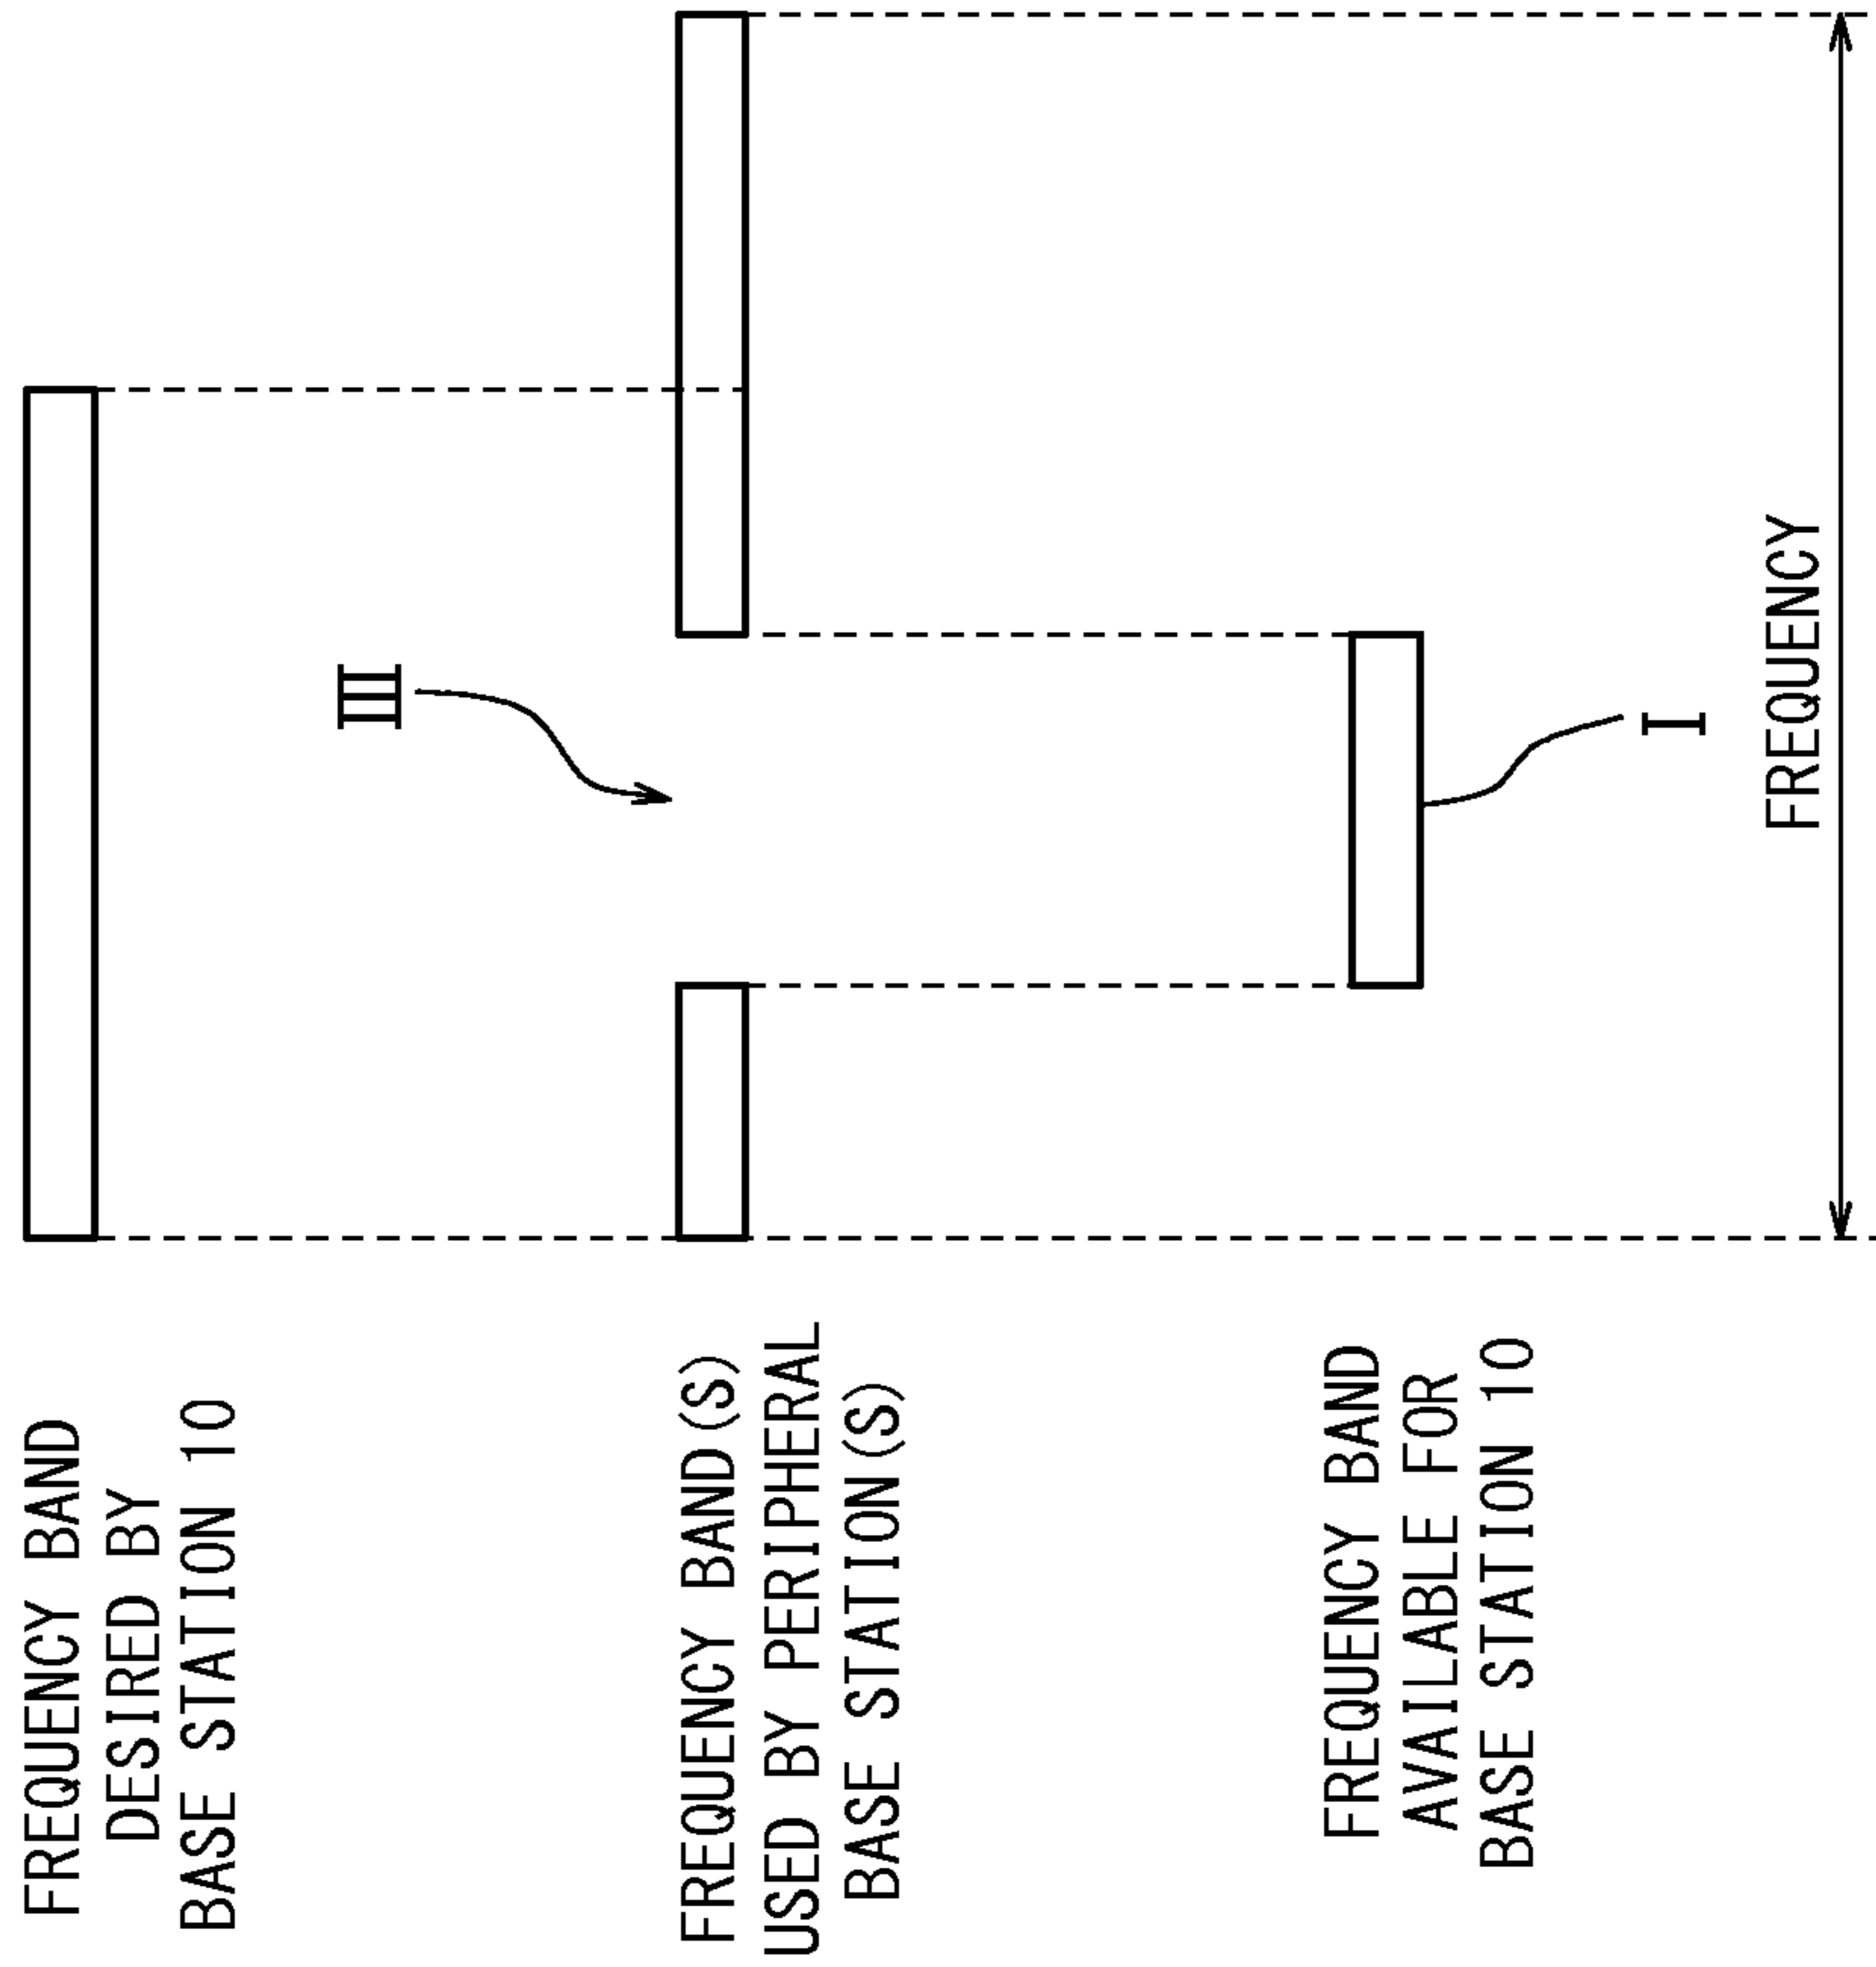 FREQUENCY BAND
DESIRED BY
BASE STATION 10
III
FREQUENCY BAND(S)
USED BY PERIPHERAL
BASE STATION(S)
FREQUENCY BAND
AVAILABLE FOR
BASE STATION 10
I
FREQUENCY